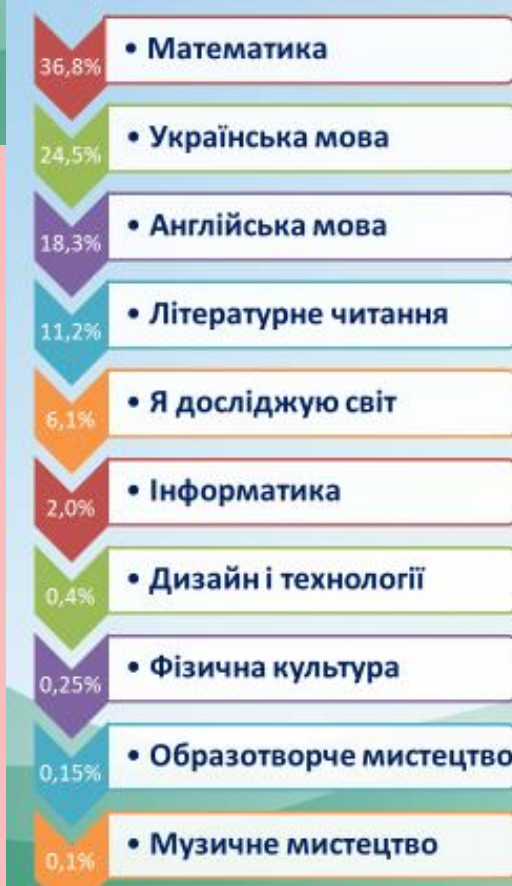 36,8% • Математика
24,5% • Українська мова
18,3% • Англійська мова
11,2% • Літературне читання
6,1% • Я досліджую світ
2,0% • Інформатика
0,4% • Дизайн і технології
0,25% • Фізична культура
0,15% • Образотворче мистецтво
0,1% • Музичне мистецтво